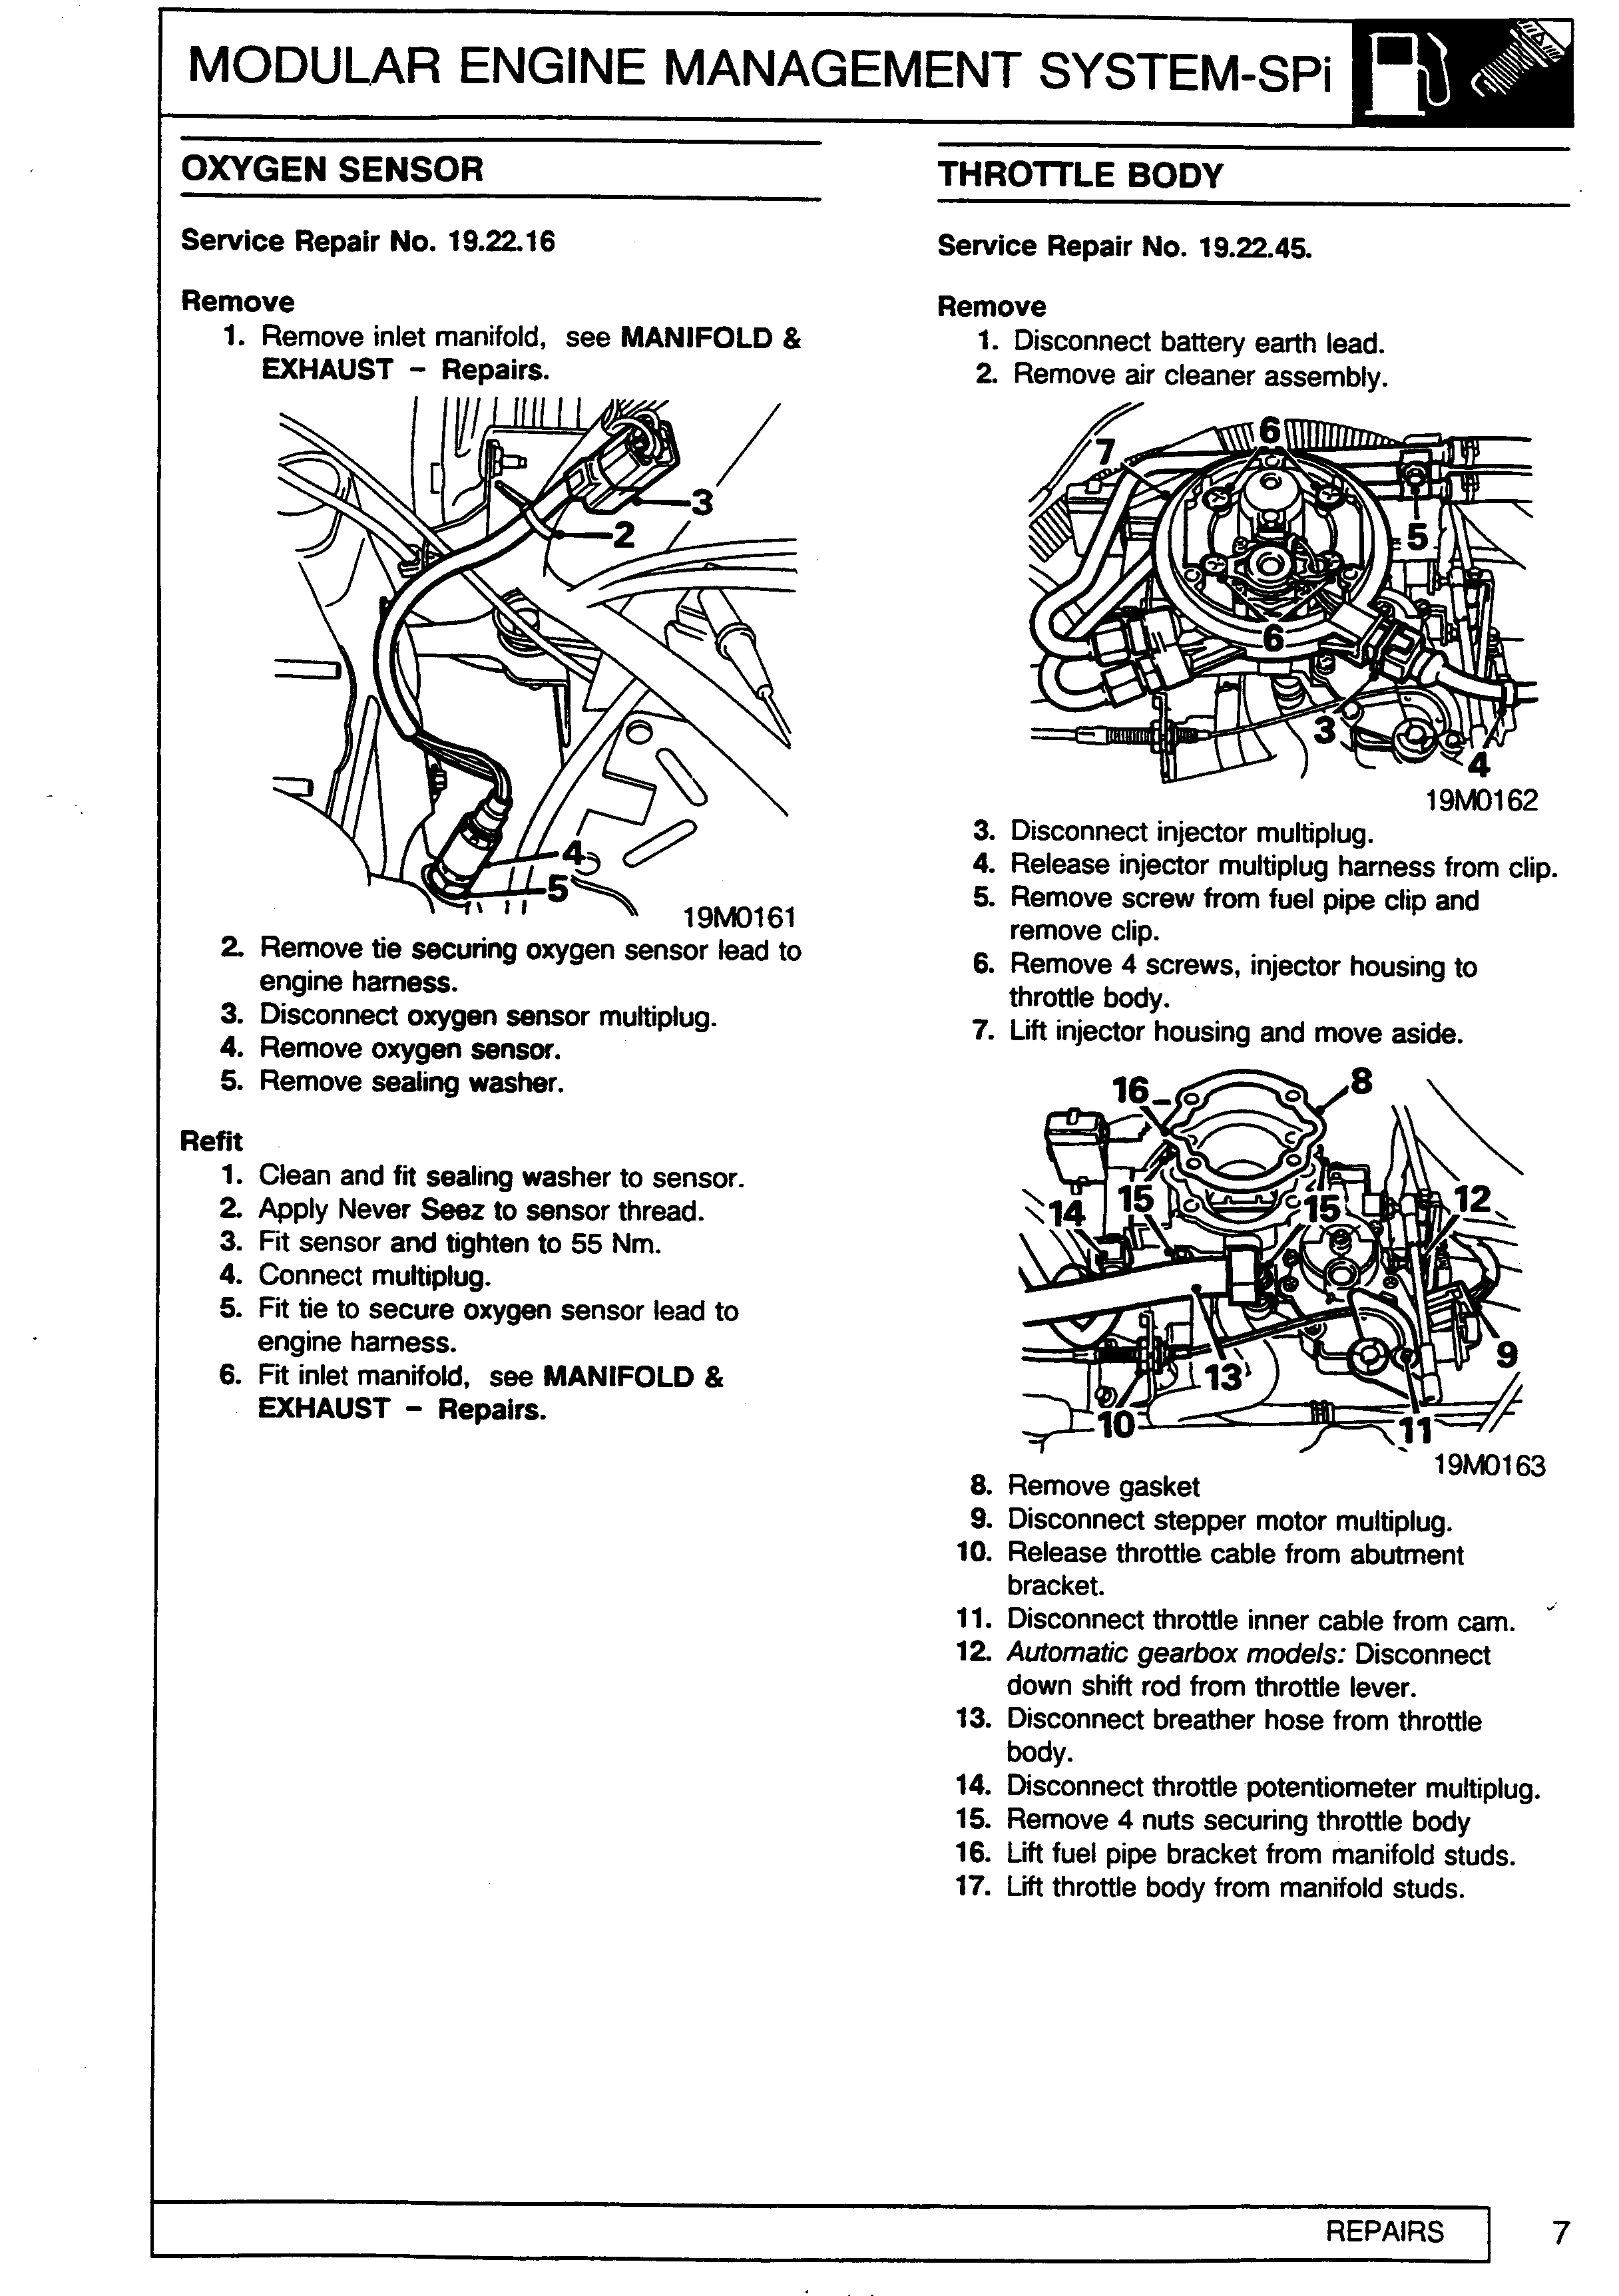 MODULAR ENGINE MANAGEMENT SYSTEM-SPi
OXYGEN SENSOR
Service Repair No. 19.22.16
Remove
1. Remove inlet manifold, see MANIFOLD &
EXHAUST – Repairs.
3
2
4
5
19M0161
2. Remove tie securing oxygen sensor lead to
engine harness.
3. Disconnect oxygen sensor multiplug.
4. Remove oxygen sensor.
5. Remove sealing washer.
Refit
1. Clean and fit sealing washer to sensor.
2. Apply Never Seez to sensor thread.
3. Fit sensor and tighten to 55 Nm.
4. Connect multiplug.
5. Fit tie to secure oxygen sensor lead to
engine harness.
6. Fit inlet manifold, see MANIFOLD &
EXHAUST – Repairs.
THROTTLE BODY
Service Repair No. 19.22.45.
Remove
1. Disconnect battery earth lead.
2. Remove air cleaner assembly.
6
7
5
6
3
4
19M0162
3. Disconnect injector multiplug.
4. Release injector multiplug harness from clip.
5. Remove screw from fuel pipe clip and
remove clip.
6. Remove 4 screws, injector housing to
throttle body.
7. Lift injector housing and move aside.
16
8
15
15
12
14
9
13
10
11
19M0163
8. Remove gasket
9. Disconnect stepper motor multiplug.
10. Release throttle cable from abutment
bracket.
11. Disconnect throttle inner cable from cam.
12. Automatic gearbox models: Disconnect
down shift rod from throttle lever.
13. Disconnect breather hose from throttle
body.
14. Disconnect throttle potentiometer multiplug.
15. Remove 4 nuts securing throttle body
16. Lift fuel pipe bracket from manifold studs.
17. Lift throttle body from manifold studs.
REPAIRS
7